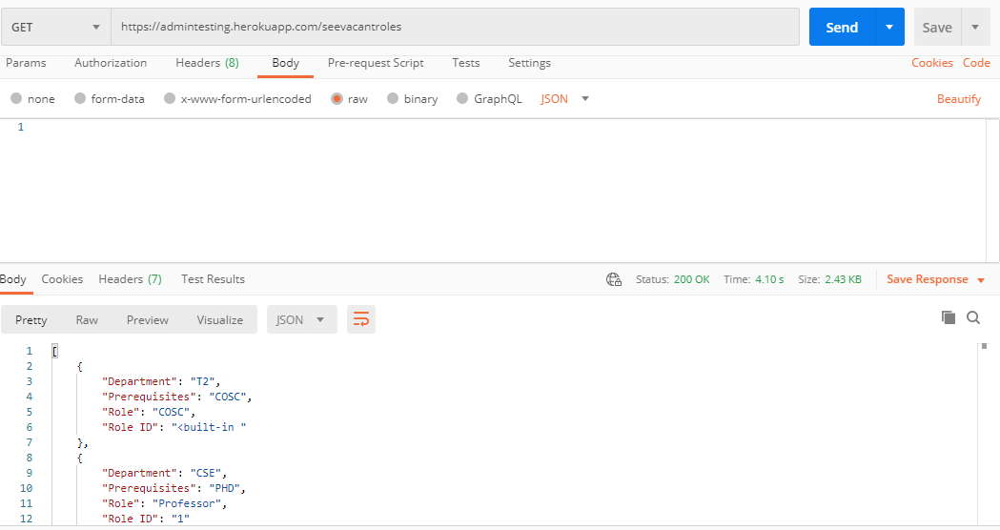 GET https://admintesting.herokuapp.com/seevacantroles Send Save
Params Authorization Headers (8) Body Pre-request Script Tests Settings Cookies Code
none form-data x-www-form-urlencoded raw binary GraphQL JSON Beautify
1
Body Cookies Headers (7) Test Results Status: 200 OK Time: 4.10 s Size: 2.43 KB Save Response
Pretty Raw Preview Visualize JSON
1 [
2 {
3 "Department": "T2",
4 "Prerequisites": "COSC",
5 "Role": "COSC",
6 "Role ID": "<built-in "
7 },
8 {
9 "Department": "CSE",
10 "Prerequisites": "PHD",
11 "Role": "Professor",
12 "Role ID": "1"